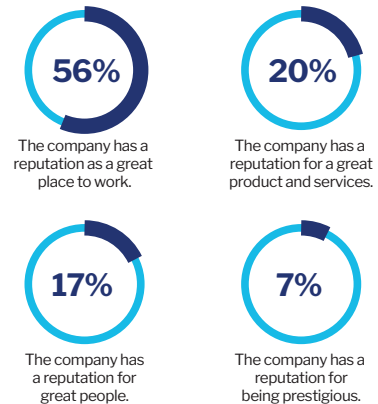 56%
The company has a
reputation as a great
place to work.
20%
The company has a
reputation for a great
product and services.
17%
The company has
a reputation for
great people.
7%
The company has a
reputation for
being prestigious.